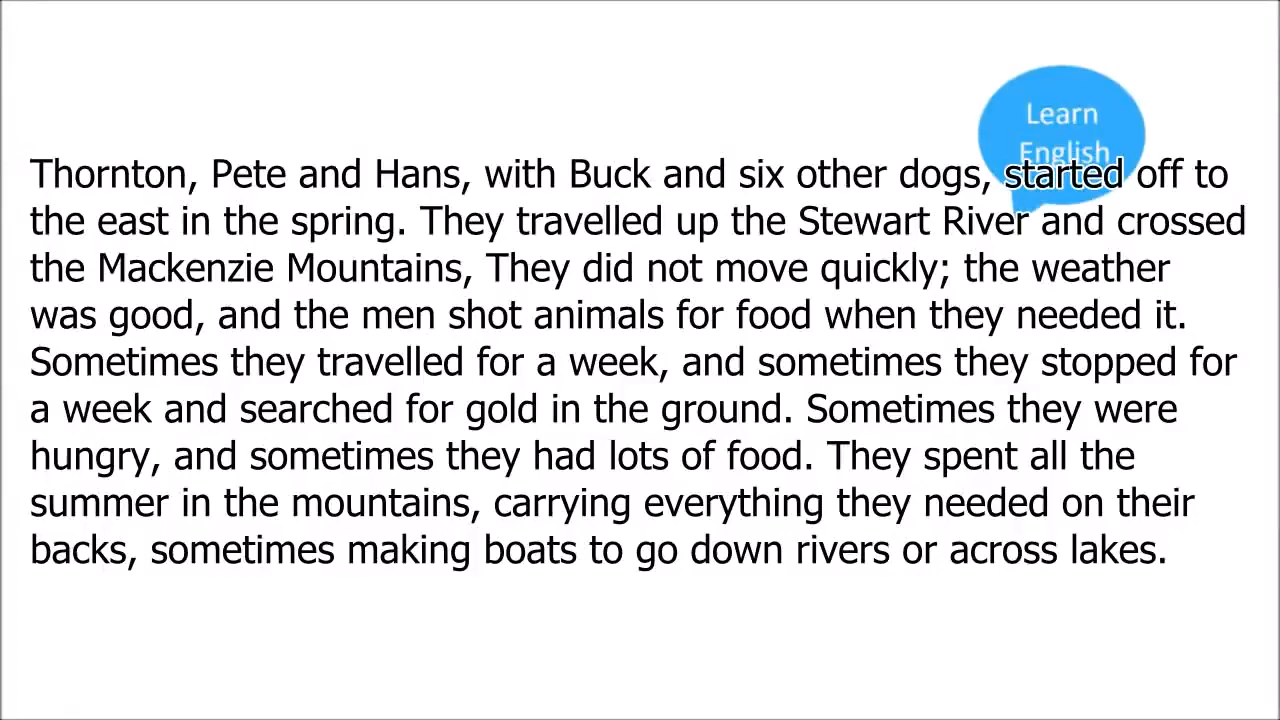 Learn
English
Thornton, Pete and Hans, with Buck and six other dogs, started off to
the east in the spring. They travelled up the Stewart River and crossed
the Mackenzie Mountains, They did not move quickly; the weather
was good, and the men shot animals for food when they needed it.
Sometimes they travelled for a week, and sometimes they stopped for
a week and searched for gold in the ground. Sometimes they were
hungry, and sometimes they had lots of food. They spent all the
summer in the mountains, carrying everything they needed on their
backs, sometimes making boats to go down rivers or across lakes.